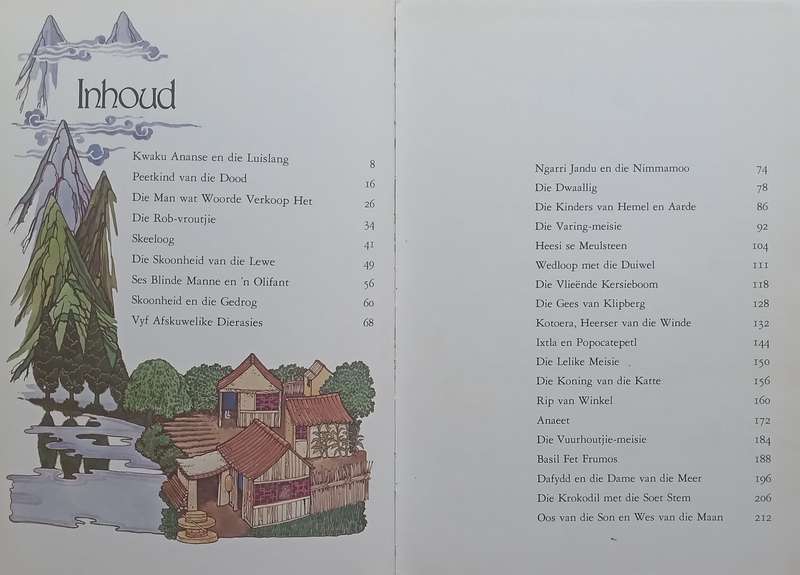 Inhoud
Kwaku Ananse en die Luislang 8
Peetkind van die Dood 16
Die Man wat Woorde Verkoop Het 26
Die Rob-vroutjie 34
Skeeloog 41
Die Skoonheid van die Lewe 49
Ses Blinde Manne en 'n Olifant 56
Skoonheid en die Gedrog 60
Vyf Afskuwelike Dierasies 68
Ngarri Jandu en die Nimmamoo 74
Die Dwaallig 78
Die Kinders van Hemel en Aarde 86
Die Varing-meisie 92
Heesi se Meulsteen 104
Wedloop met die Duiwel 111
Die Vlieënde Kersieboom 118
Die Gees van Klipberg 128
Kotoera, Heerser van die Winde 132
Ixtla en Popocatepetl 144
Die Lelike Meisie 150
Die Koning van die Katte 156
Rip van Winkel 160
Anaeet 172
Die Vuurhoutjie-meisie 184
Basil Fet Frumos 188
Dafydd en die Dame van die Meer 196
Die Krokodil met die Soet Stem 206
Oos van die Son en Wes van die Maan 212